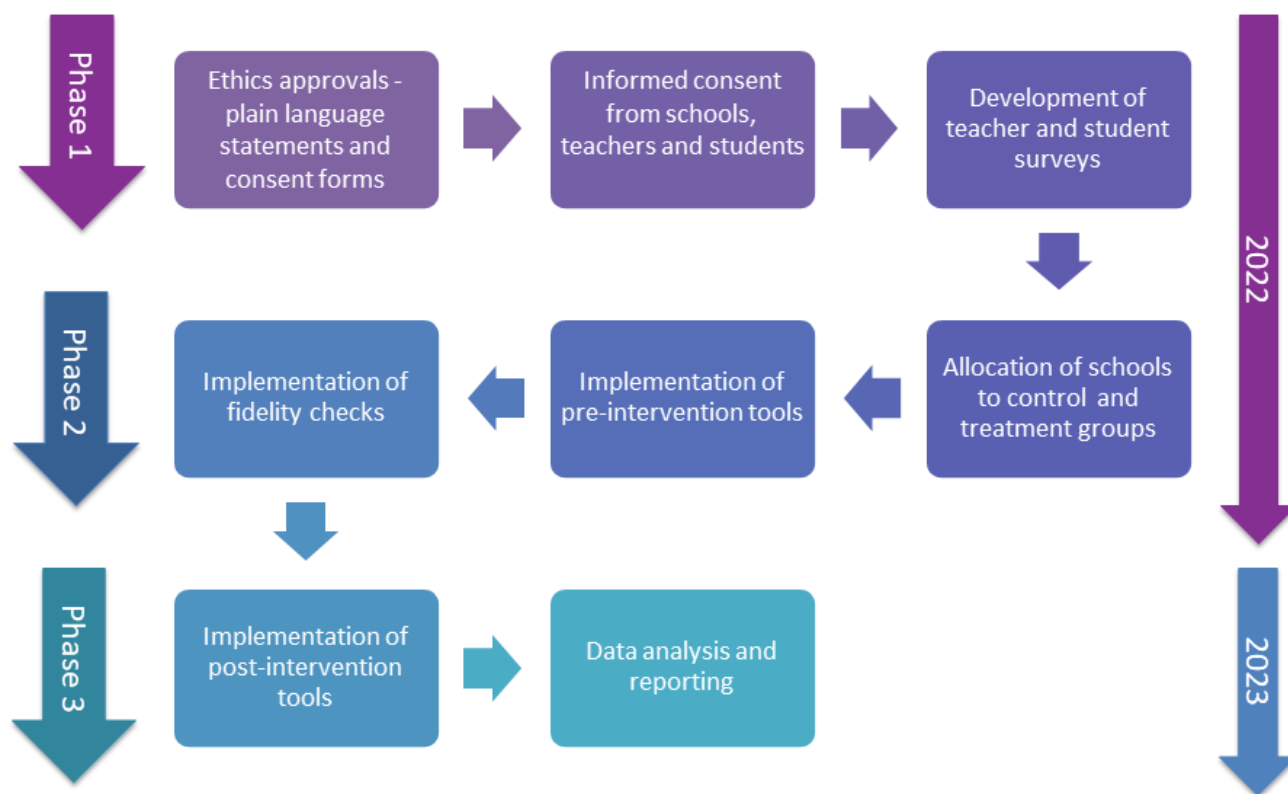 Phase 1
Ethics approvals -
plain language
statements and
consent forms
Informed consent
from schools,
teachers and students
Development of
teacher and student
surveys
2022
Phase 2
Implementation of
fidelity checks
Implementation of
pre-intervention tools
Allocation of schools
to control and
treatment groups
Phase 3
Implementation of
post-intervention
tools
Data analysis and
reporting
2023